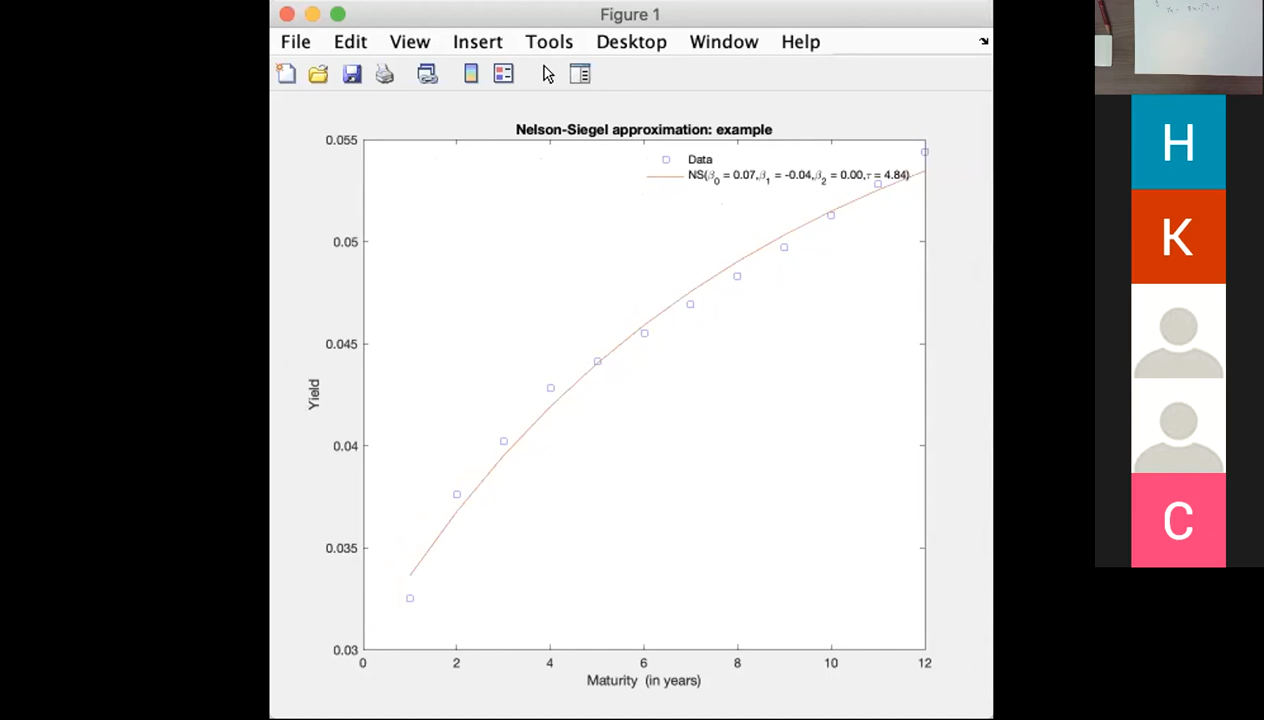 Figure 1
File Edit View Insert Tools Desktop Window Help
Nelson-Siegel approximation: example
Data
NS(β0 = 0.07,β1 = -0.04,β2 = 0.00,τ = 4.84)
0.055
0.05
0.045
0.04
0.035
0.03
Yield
0 2 4 6 8 10 12
Maturity (in years)
H
K
C